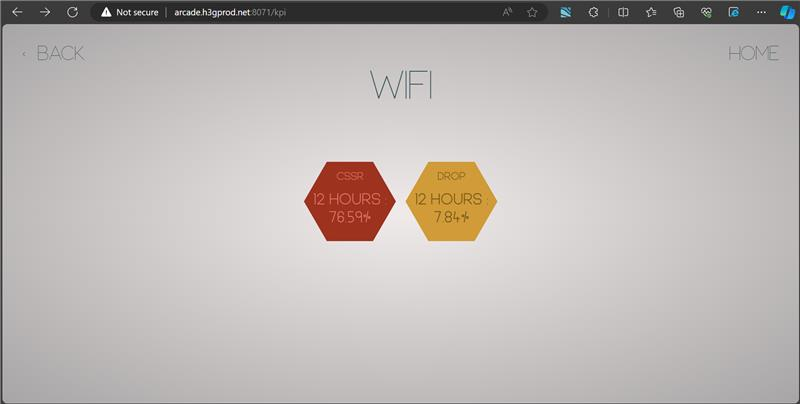 Not secure | arcade.h3gprod.net:8071/kpi
‹ BACK
HOME
WIFI
CSSR
12 HOURS :
76.59%
DROP
12 HOURS :
7.84%